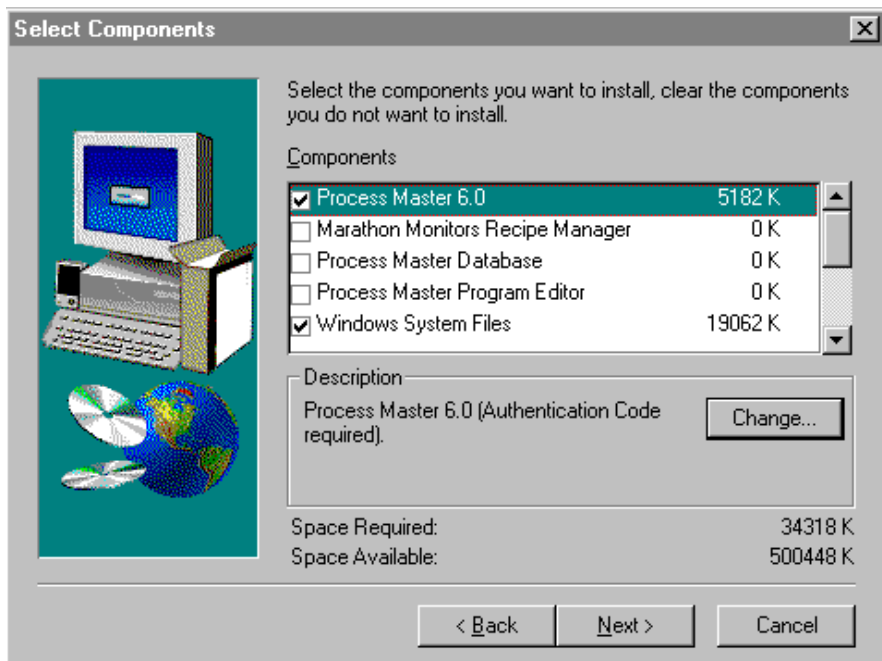 Select Components
Select the components you want to install, clear the components
you do not want to install.
Components
Process Master 6.0 5182 K
Marathon Monitors Recipe Manager 0 K
Process Master Database 0 K
Process Master Program Editor 0 K
Windows System Files 19062 K
Description
Process Master 6.0 (Authentication Code
required).
Change...
Space Required: 34318 K
Space Available: 500448 K
< Back Next > Cancel